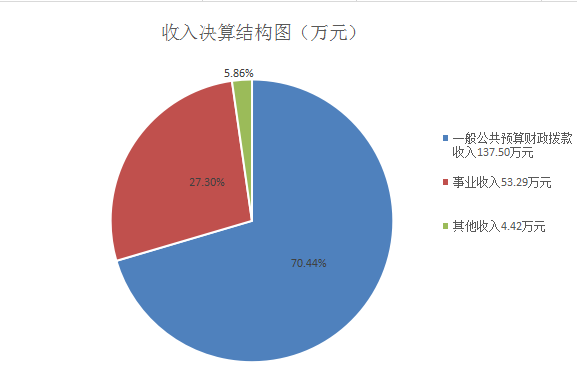 收入决算结构图（万元）
5.86%
27.30%
70.44%
一般公共预算财政拨款
收入137.50万元
事业收入53.29万元
其他收入4.42万元